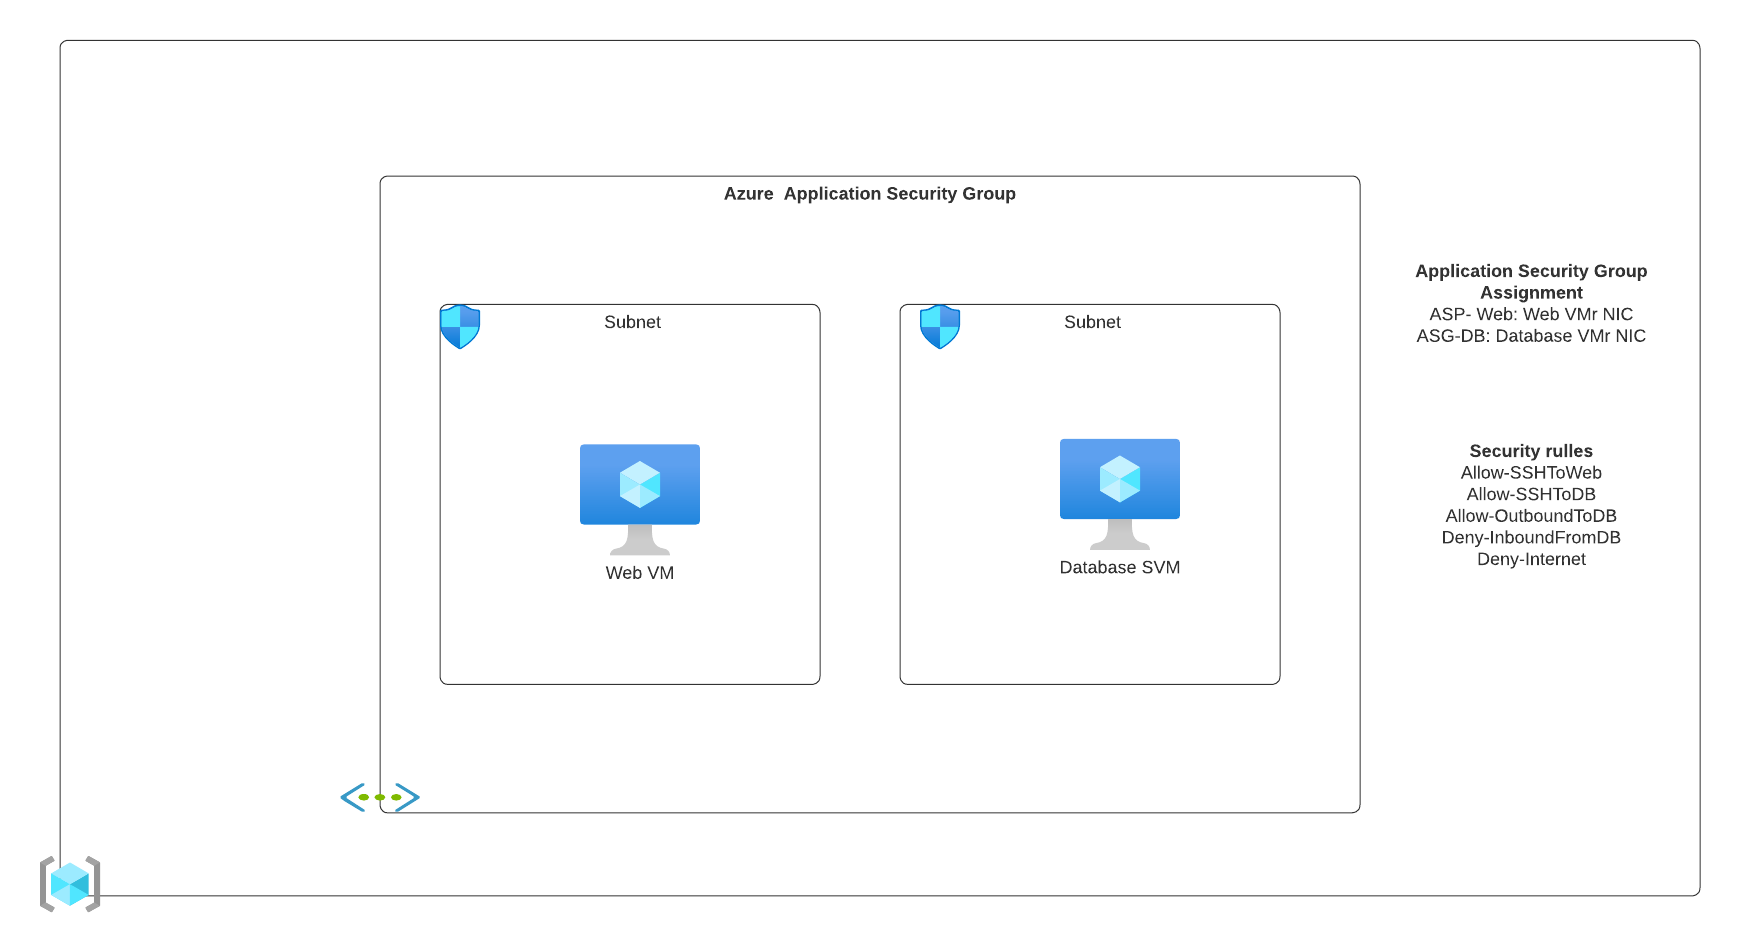 Azure  Application Security Group
Subnet
Subnet
Web VM
Database SVM
Application Security Group
Assignment
ASP- Web: Web VMr NIC
ASG-DB: Database VMr NIC
Security rulles
Allow-SSHToWeb
Allow-SSHToDB
Allow-OutboundToDB
Deny-InboundFromDB
Deny-Internet